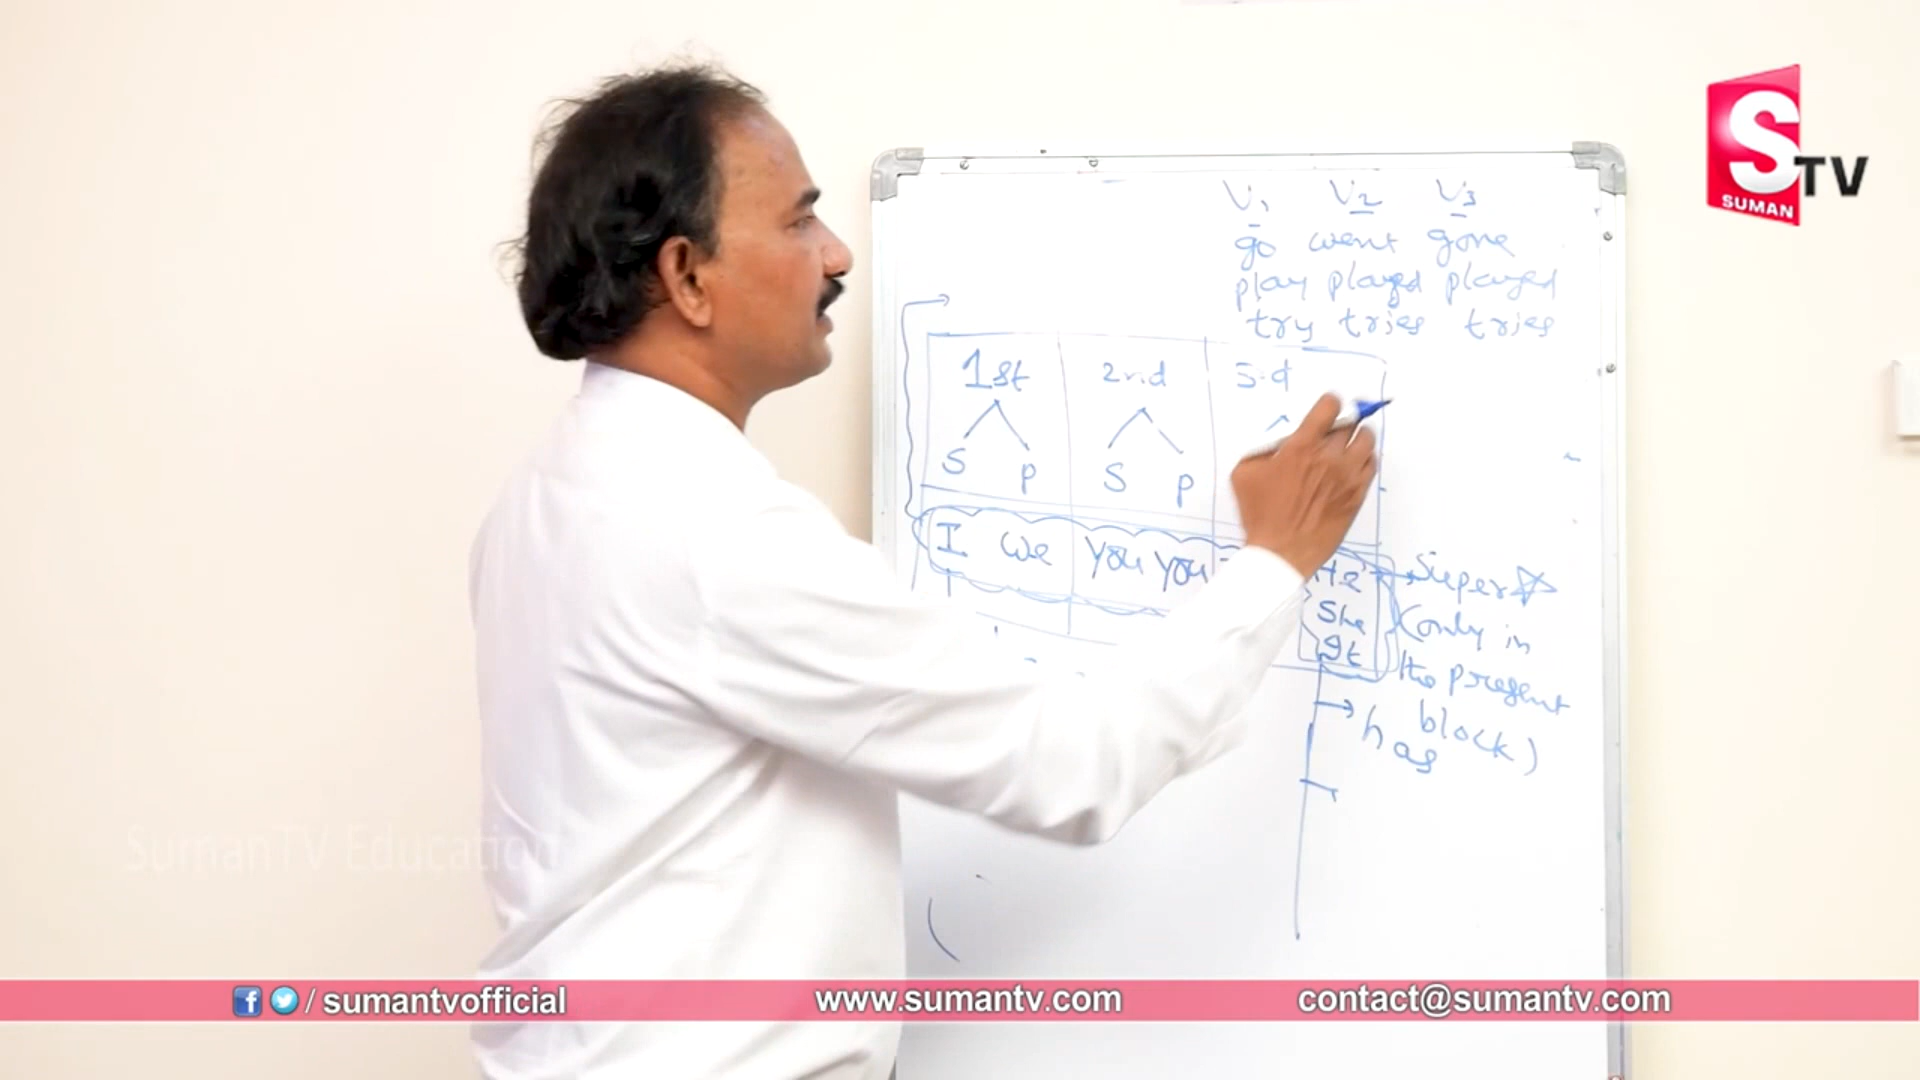 S TV
SUMAN
V1 V2 V3
go went gone
play played played
try tries tries
1st 2nd
S P S P
I we you you He
She
It
Super
(only in
the present
block)
has
SumanTV Education
/ sumantvofficial www.sumantv.com contact@sumantv.com